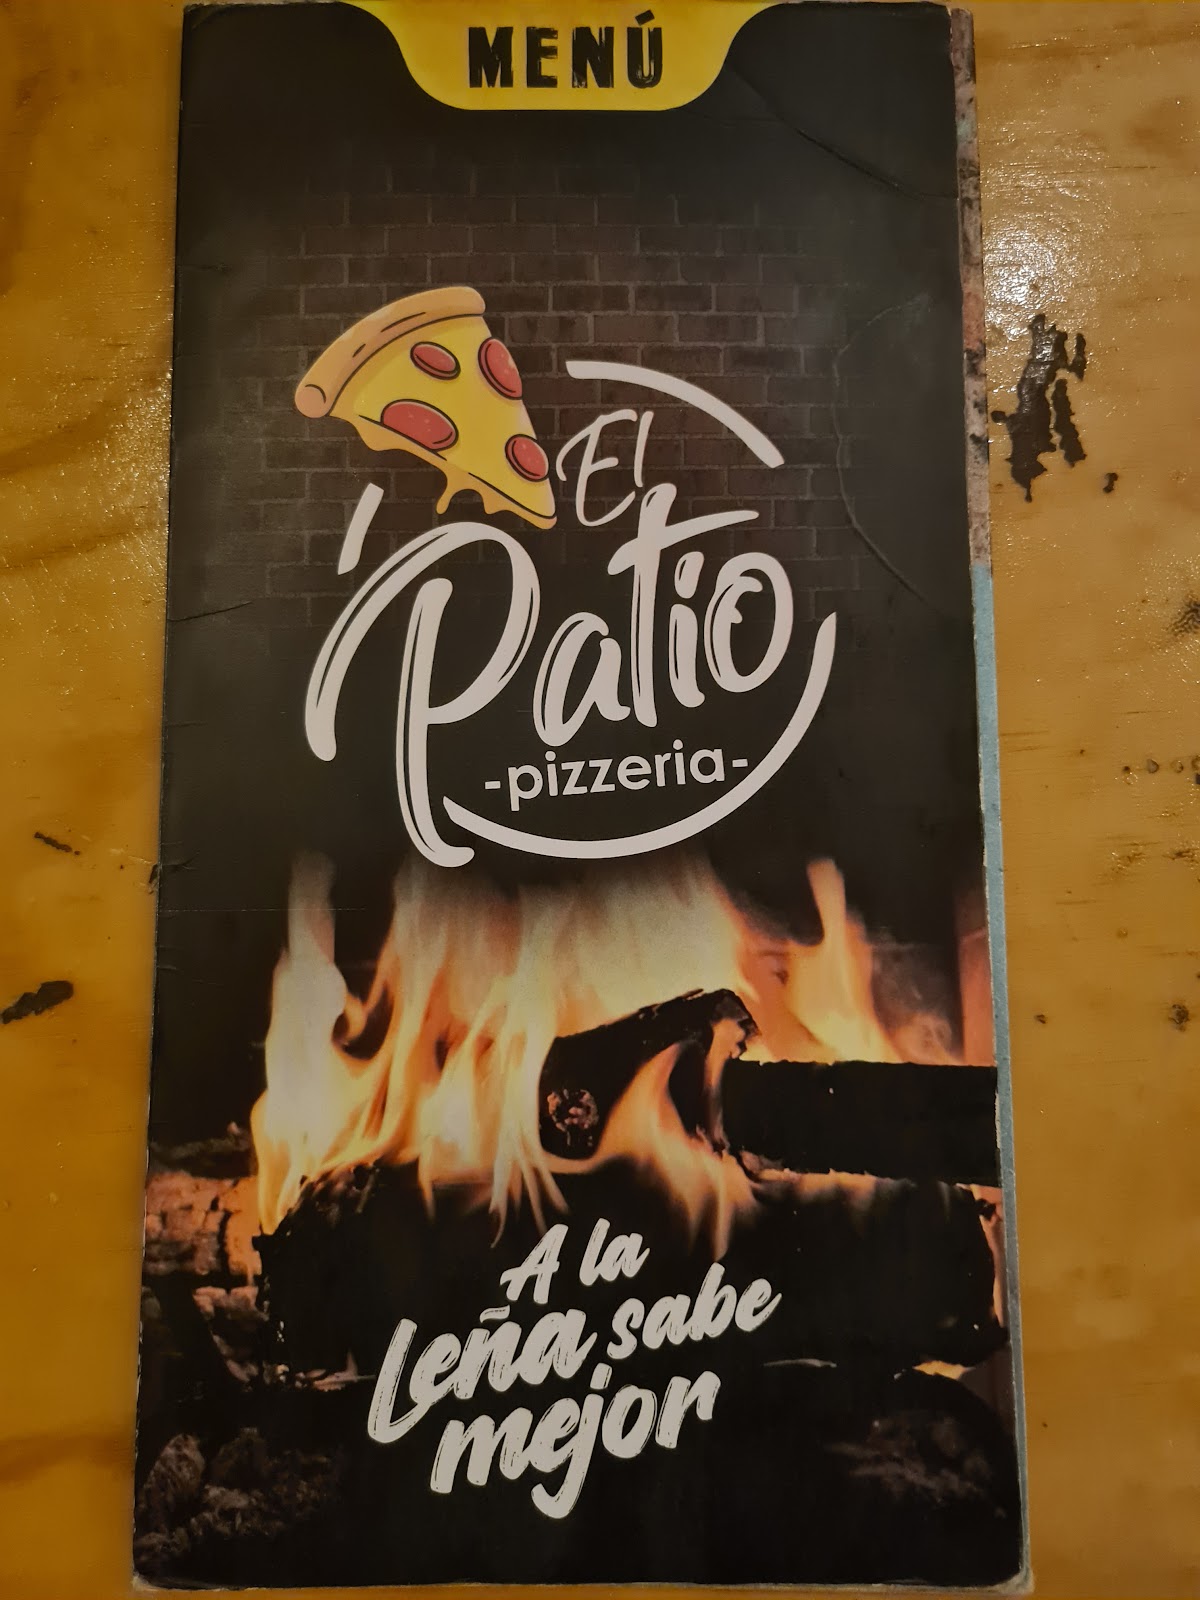 MENÚ
El
Patio
-pizzeria-
A la
Leña sabe
mejor